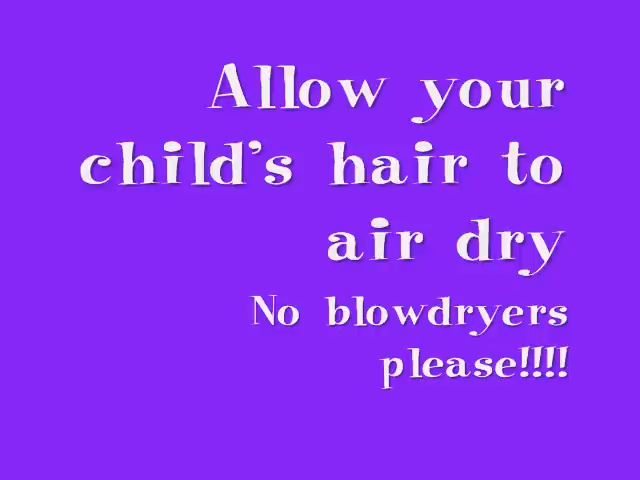 Allow your
child's hair to
air dry
No blowdryers
please!!!!